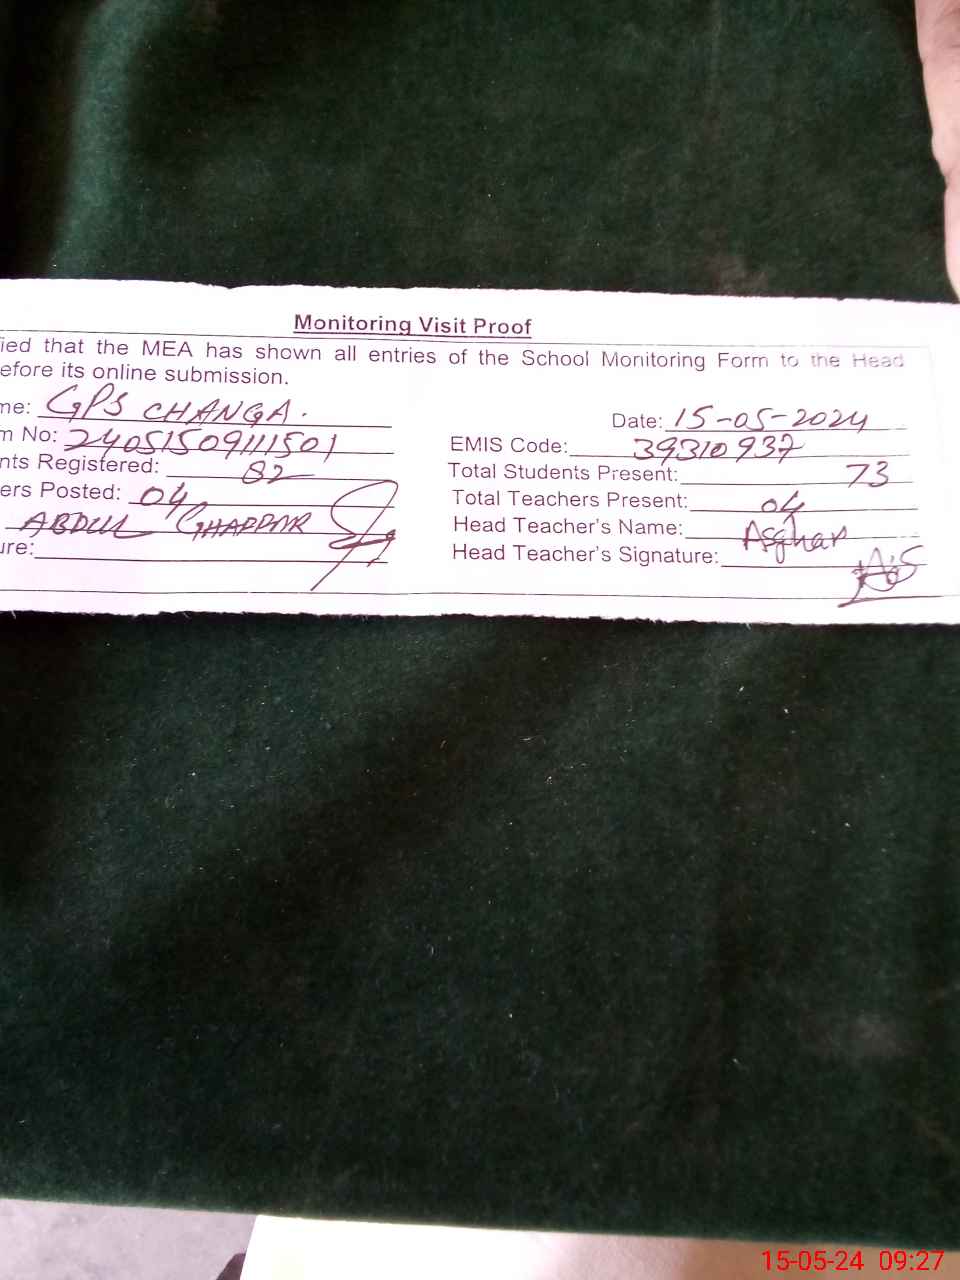 Monitoring Visit Proof
ied that the MEA has shown all entries of the School Monitoring Form to the Head
efore its online submission.
me: GPS CHANGA.
Date: 15-05-2024
m No: 24051509111501
EMIS Code: 39310937
nts Registered: 82
Total Students Present: 73
ers Posted: 04
Total Teachers Present: 04
ABDUL GHAFFAR
Head Teacher's Name: Asghar
ure:
Head Teacher's Signature:
15-05-24 09:27